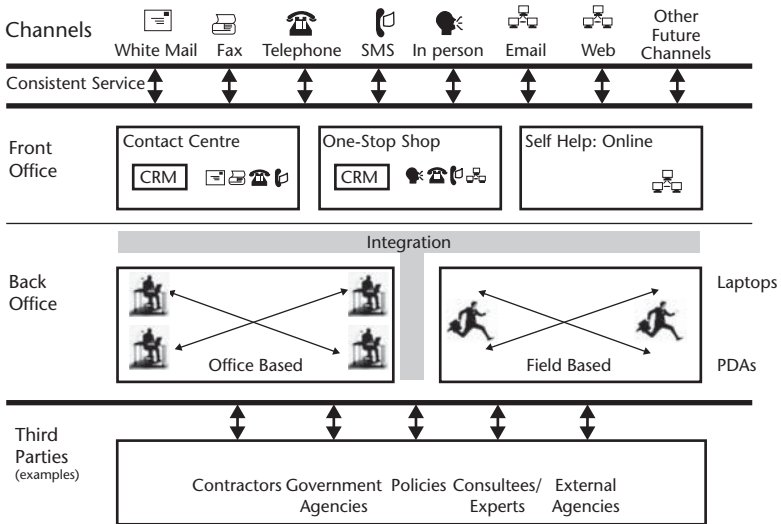 Channels
White Mail Fax Telephone SMS In person Email Web Other
Future
Channels
Consistent Service
Front
Office
Contact Centre
CRM
One-Stop Shop
CRM
Self Help: Online
Integration
Back
Office
Office Based
Field Based
Laptops
PDAs
Third
Parties
(examples)
Contractors Government Policies Consultees/ External
Agencies Experts Agencies